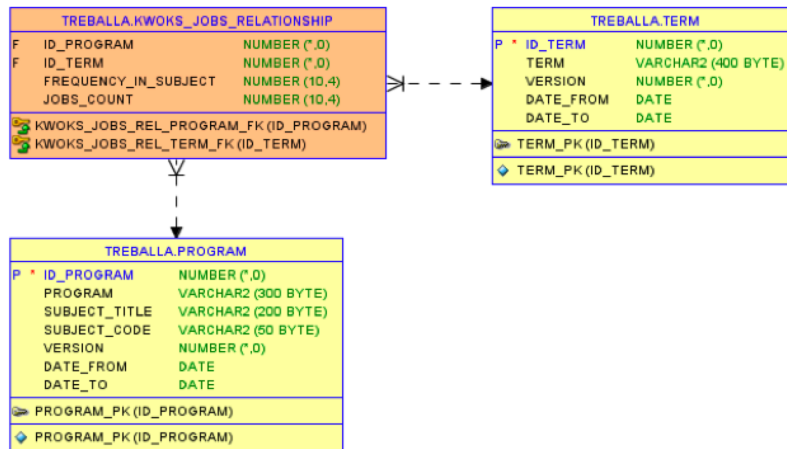 TREBALLA.KWOKS_JOBS_RELATIONSHIP
F ID_PROGRAM NUMBER (*,0)
F ID_TERM NUMBER (*,0)
FREQUENCY_IN_SUBJECT NUMBER (10,4)
JOBS_COUNT NUMBER (10,4)
KWOKS_JOBS_REL_PROGRAM_FK (ID_PROGRAM)
KWOKS_JOBS_REL_TERM_FK (ID_TERM)
TREBALLA.TERM
P * ID_TERM NUMBER (*,0)
TERM VARCHAR2 (400 BYTE)
VERSION NUMBER (*,0)
DATE_FROM DATE
DATE_TO DATE
TERM_PK (ID_TERM)
TERM_PK (ID_TERM)
TREBALLA.PROGRAM
P * ID_PROGRAM NUMBER (*,0)
PROGRAM VARCHAR2 (300 BYTE)
SUBJECT_TITLE VARCHAR2 (200 BYTE)
SUBJECT_CODE VARCHAR2 (50 BYTE)
VERSION NUMBER (*,0)
DATE_FROM DATE
DATE_TO DATE
PROGRAM_PK (ID_PROGRAM)
PROGRAM_PK (ID_PROGRAM)